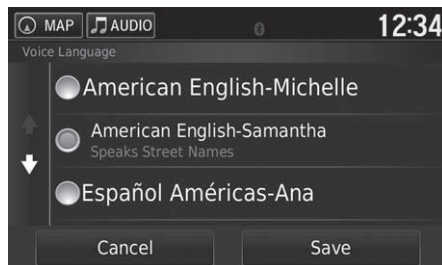 MAP
AUDIO
12:34
Voice Language
American English-Michelle
American English-Samantha
Speaks Street Names
Español Américas-Ana
Cancel
Save